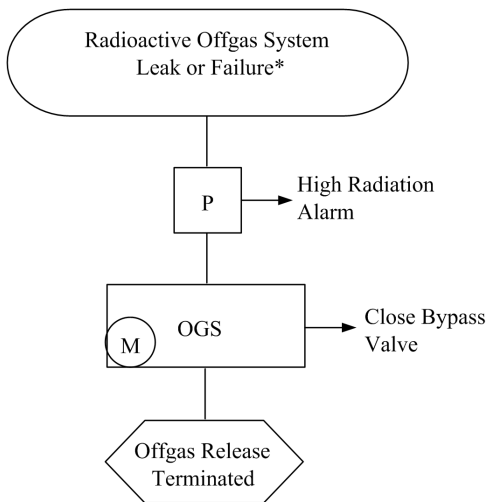 Radioactive Offgas System
Leak or Failure*
P
High Radiation
Alarm
M
OGS
Close Bypass
Valve
Offgas Release
Terminated